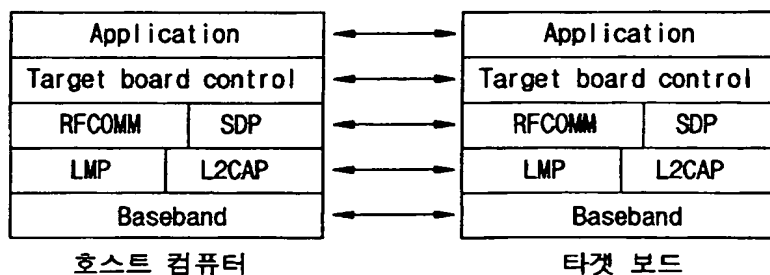 Application Application
Target board control Target board control
RFCOMM SDP RFCOMM SDP
LMP L2CAP LMP L2CAP
Baseband Baseband
호스트 컴퓨터 타겟 보드